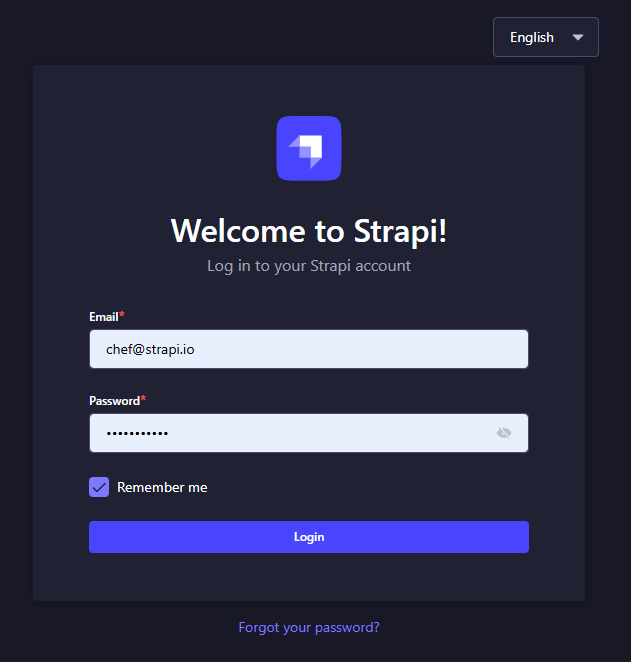 English
Welcome to Strapi!
Log in to your Strapi account
Email*
chef@strapi.io
Password*
•••••••••••
Remember me
Login
Forgot your password?